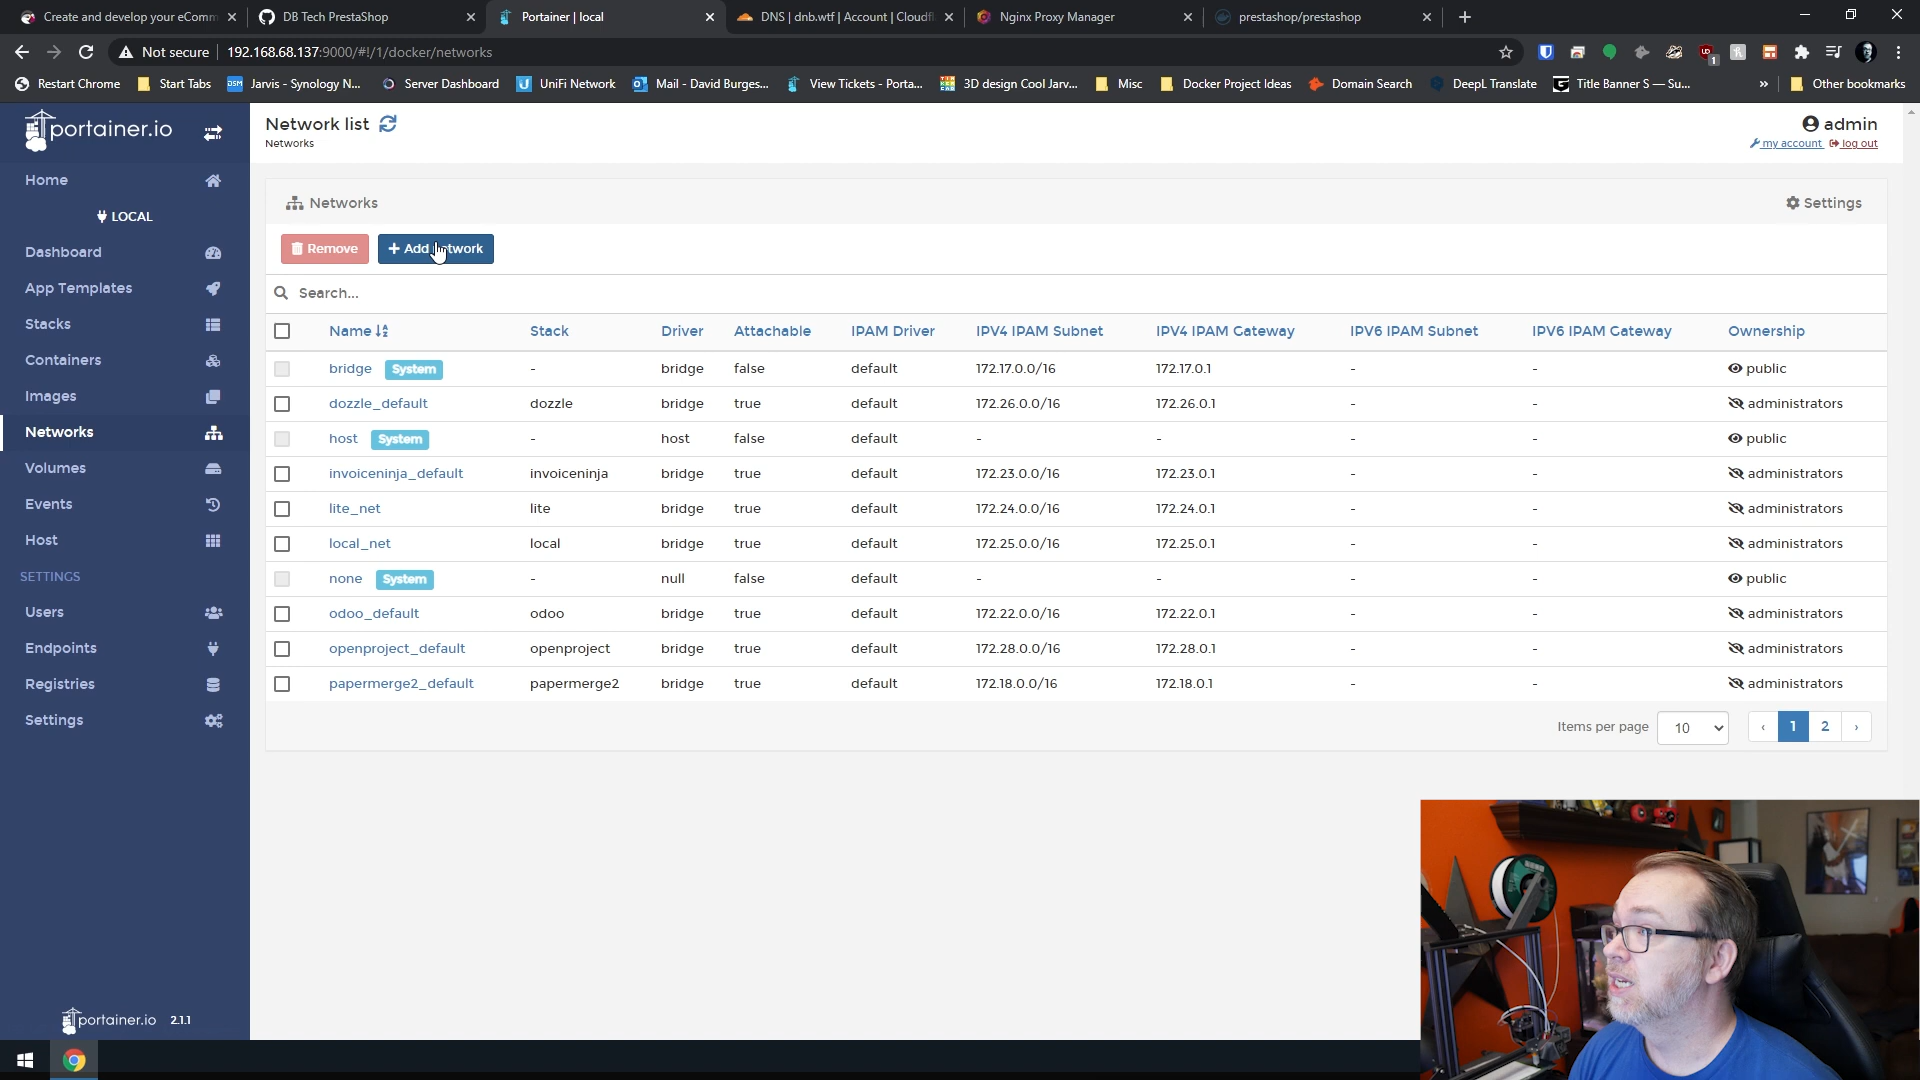 Create and develop your eComm
DB Tech PrestaShop
Portainer | local
DNS | dnb.wtf | Account | Cloudfl
Nginx Proxy Manager
prestashop/prestashop
Not secure
192.168.68.137:9000/#!/1/docker/networks
1
Restart Chrome
Start Tabs
Jarvis - Synology N...
Server Dashboard
UniFi Network
Mail - David Burges...
View Tickets - Porta...
3D design Cool Jarv...
Misc
Docker Project Ideas
Domain Search
DeepL Translate
Title Banner S — Su...
»
Other bookmarks
portainer.io
Home
LOCAL
Dashboard
App Templates
Stacks
Containers
Images
Networks
Volumes
Events
Host
SETTINGS
Users
Endpoints
Registries
Settings
portainer.io 2.1.1
Network list
Networks
admin
my account log out
Networks
Settings
Remove
Add network
Search...
Name Stack Driver Attachable IPAM Driver IPV4 IPAM Subnet IPV4 IPAM Gateway IPV6 IPAM Subnet IPV6 IPAM Gateway Ownership
bridge System - bridge false default 172.17.0.0/16 172.17.0.1 - - public
dozzle_default dozzle bridge true default 172.26.0.0/16 172.26.0.1 - - administrators
host System - host false default - - - - public
invoiceninja_default invoiceninja bridge true default 172.23.0.0/16 172.23.0.1 - - administrators
lite_net lite bridge true default 172.24.0.0/16 172.24.0.1 - - administrators
local_net local bridge true default 172.25.0.0/16 172.25.0.1 - - administrators
none System - null false default - - - - public
odoo_default odoo bridge true default 172.22.0.0/16 172.22.0.1 - - administrators
openproject_default openproject bridge true default 172.28.0.0/16 172.28.0.1 - - administrators
papermerge2_default papermerge2 bridge true default 172.18.0.0/16 172.18.0.1 - - administrators
Items per page 10 ‹ 1 2 ›